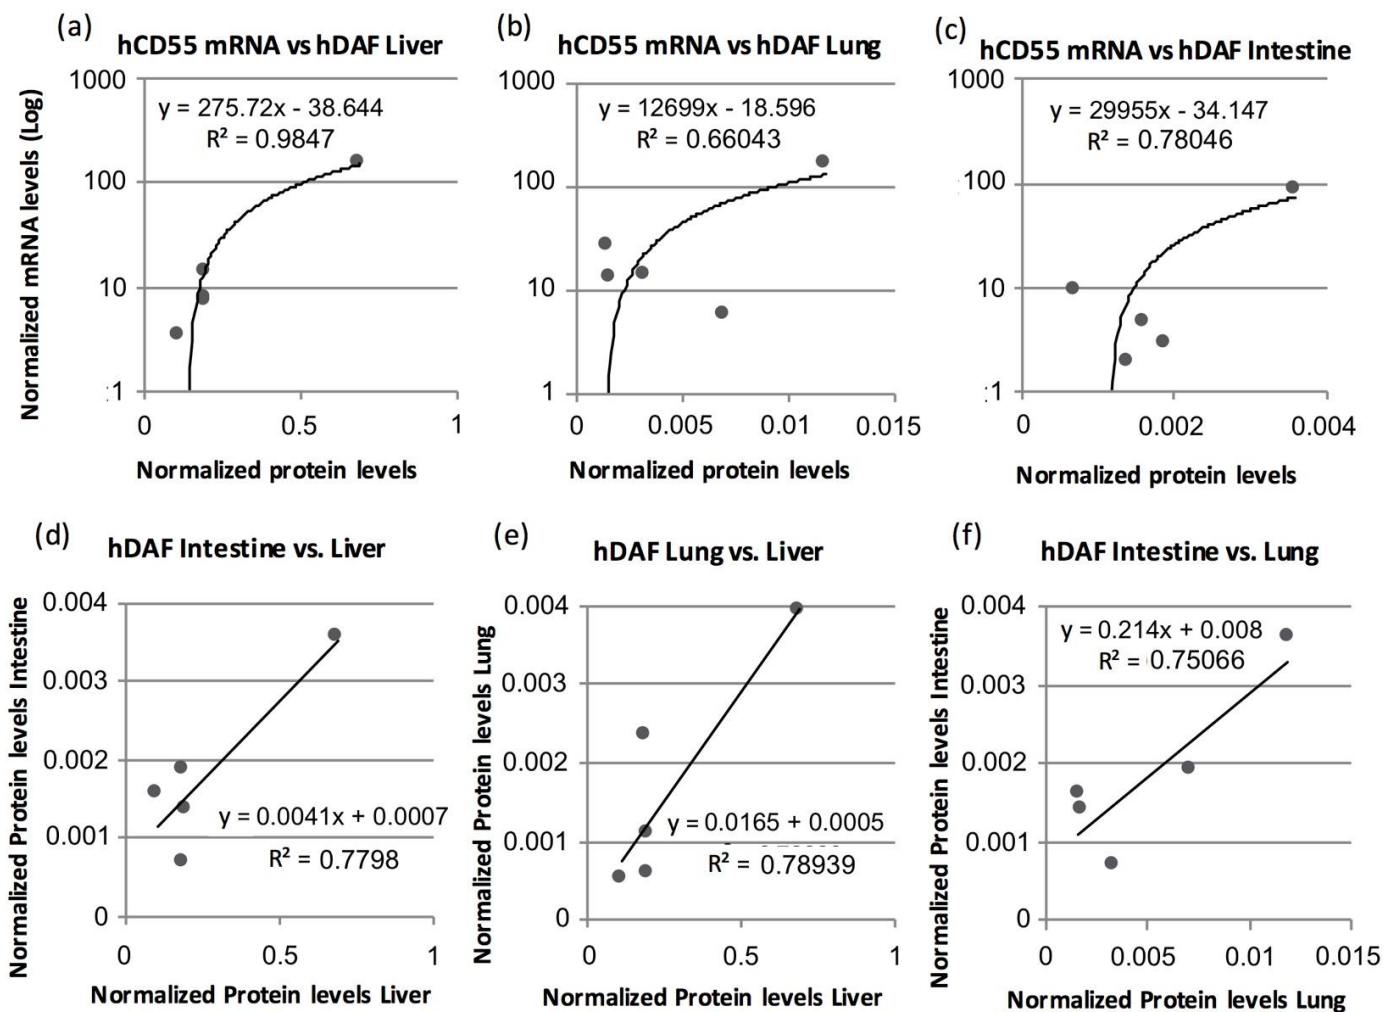 (a)
hCD55 mRNA vs hDAF Liver
Normalized mRNA levels (Log)
1000
100
10
1
y = 275.72x - 38.644
R² = 0.9847
0
0.5
1
Normalized protein levels
(b)
hCD55 mRNA vs hDAF Lung
1000
100
10
1
y = 12699x - 18.596
R² = 0.66043
0
0.005
0.01
0.015
Normalized protein levels
(c)
hCD55 mRNA vs hDAF Intestine
1000
100
10
1
y = 29955x - 34.147
R² = 0.78046
0
0.002
0.004
Normalized protein levels
(d)
hDAF Intestine vs. Liver
Normalized Protein levels Intestine
0.004
0.003
0.002
0.001
0
y = 0.0041x + 0.0007
R² = 0.7798
0
0.5
1
Normalized Protein levels Liver
(e)
hDAF Lung vs. Liver
Normalized Protein levels Lung
0.004
0.003
0.002
0.001
0
y = 0.0165 + 0.0005
R² = 0.78939
0
0.5
1
Normalized Protein levels Liver
(f)
hDAF Intestine vs. Lung
Normalized Protein levels Intestine
0.004
0.003
0.002
0.001
0
y = 0.214x + 0.008
R² = 0.75066
0
0.005
0.01
0.015
Normalized Protein levels Lung